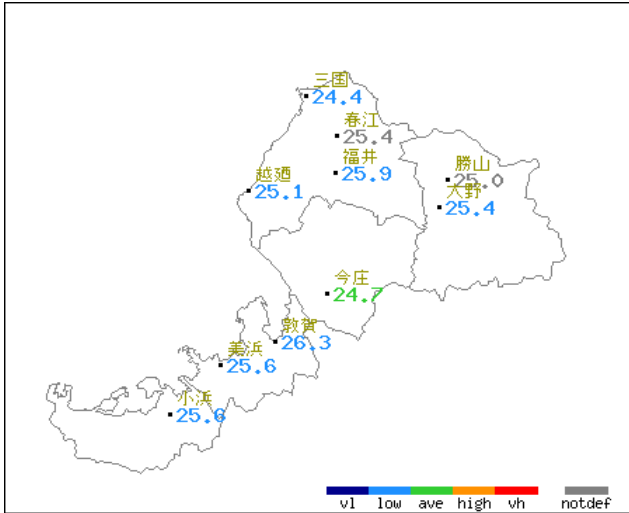 三国
24.4
春江
25.4
福井
25.9
勝山
25.0
越廼
25.1
大野
25.4
今庄
24.7
敦賀
26.3
美浜
25.6
小浜
25.6
vl low ave high vh notdef